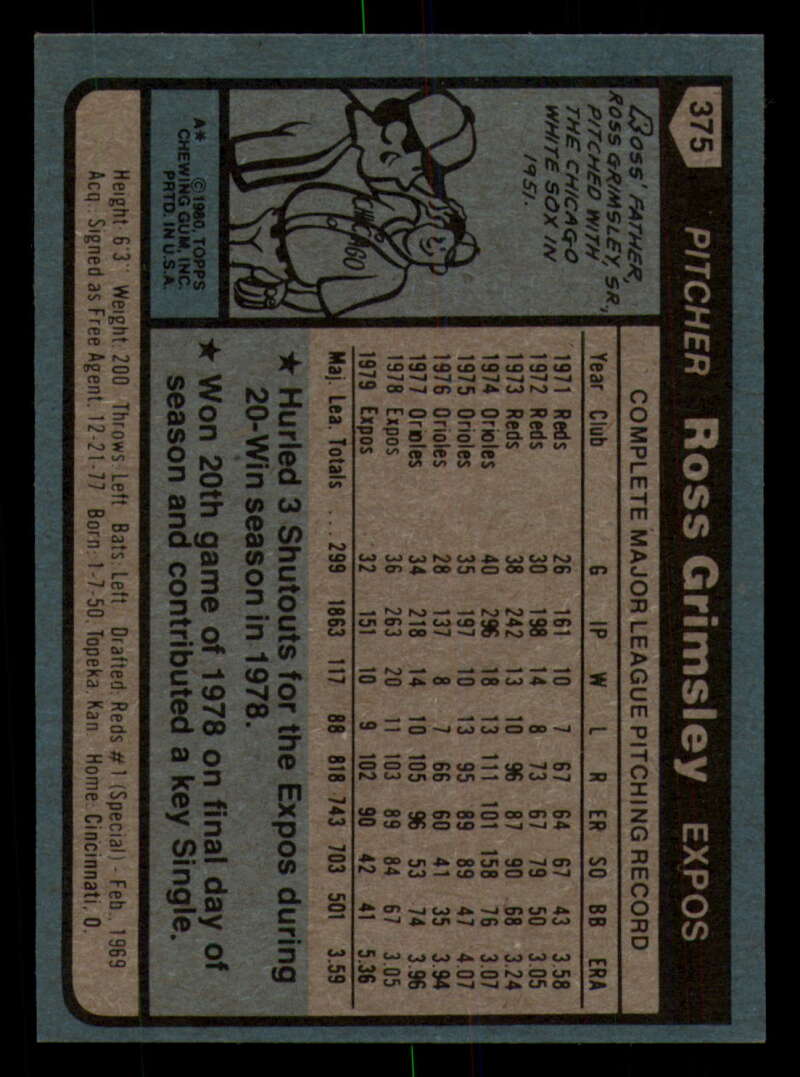 375 PITCHER Ross Grimsley EXPOS
Ross' FATHER,
ROSS GRIMSLEY, SR.,
PITCHED WITH
THE CHICAGO
WHITE SOX IN
1951.
CHICAGO
A* © 1980, TOPPS
CHEWING GUM, INC.
PRTD. IN U.S.A.
COMPLETE MAJOR LEAGUE PITCHING RECORD
Year Club G IP W L R ER SO BB ERA
1971 Reds 26 161 10 7 67 64 67 43 3.58
1972 Reds 30 198 14 8 73 67 79 50 3.05
1973 Reds 38 242 13 10 96 87 90 68 3.24
1974 Orioles 40 296 18 13 111 101 158 76 3.07
1975 Orioles 35 197 10 13 95 89 89 47 4.07
1976 Orioles 28 137 8 7 66 60 41 35 3.94
1977 Orioles 34 218 14 10 105 96 53 74 3.96
1978 Expos 36 263 20 11 103 89 84 67 3.05
1979 Expos 32 151 10 9 102 90 42 41 5.36
Maj. Lea. Totals ... 299 1863 117 88 818 743 703 501 3.59
★ Hurled 3 Shutouts for the Expos during
20-Win season in 1978.
★ Won 20th game of 1978 on final day of
season and contributed a key Single.
Height: 6'3" Weight: 200 Throws: Left Bats: Left Drafted: Reds #1 (Special) - Feb., 1969
Acq: Signed as Free Agent, 12-21-77 Born: 1-7-50, Topeka, Kan. Home: Cincinnati, O.